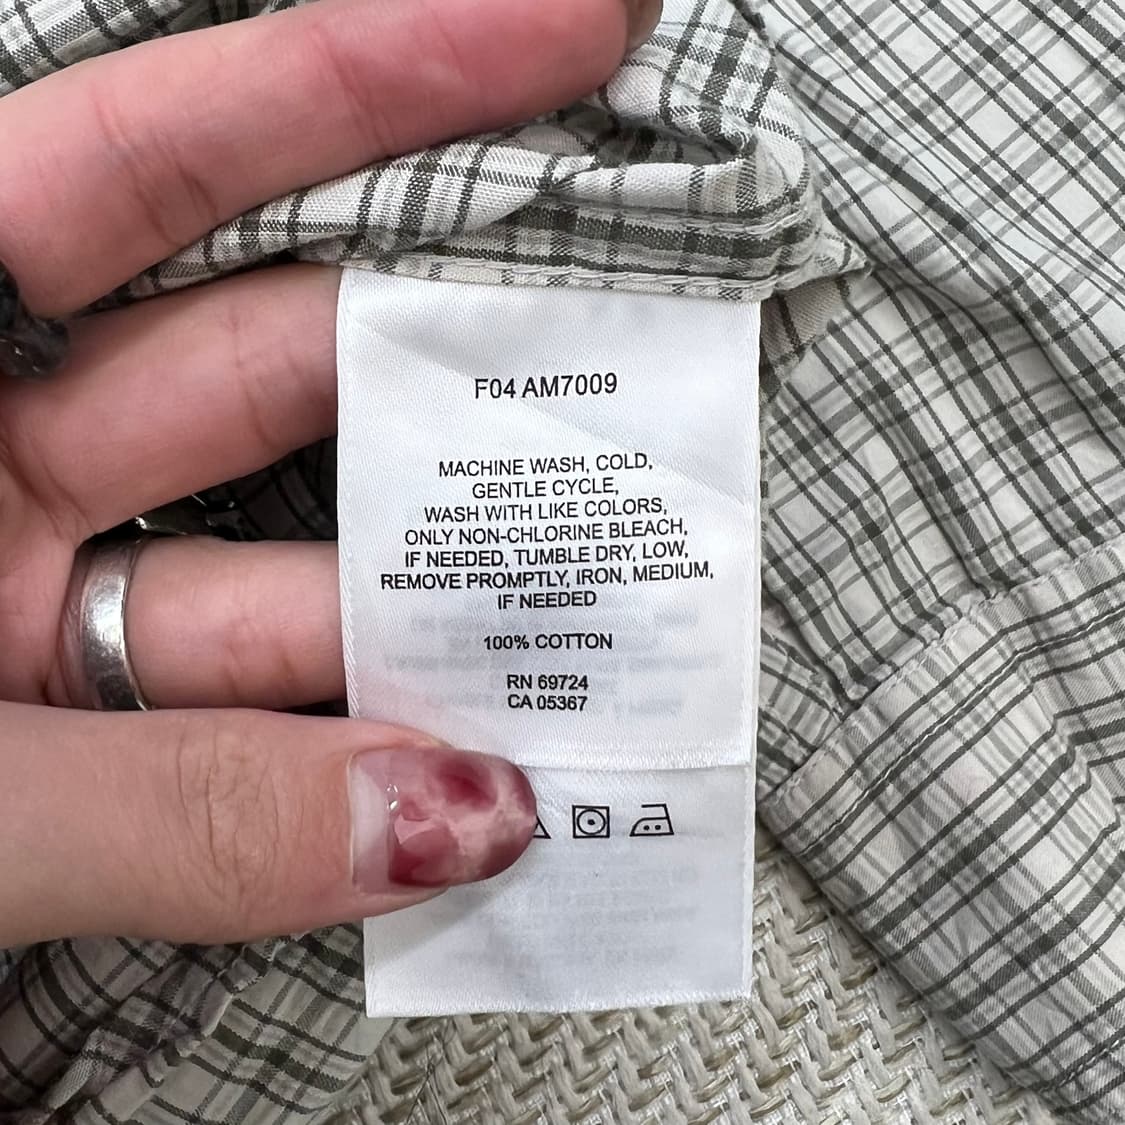 F04 AM7009
MACHINE WASH, COLD,
GENTLE CYCLE,
WASH WITH LIKE COLORS,
ONLY NON-CHLORINE BLEACH,
IF NEEDED, TUMBLE DRY, LOW,
REMOVE PROMPTLY, IRON, MEDIUM,
IF NEEDED
100% COTTON
RN 69724
CA 05367